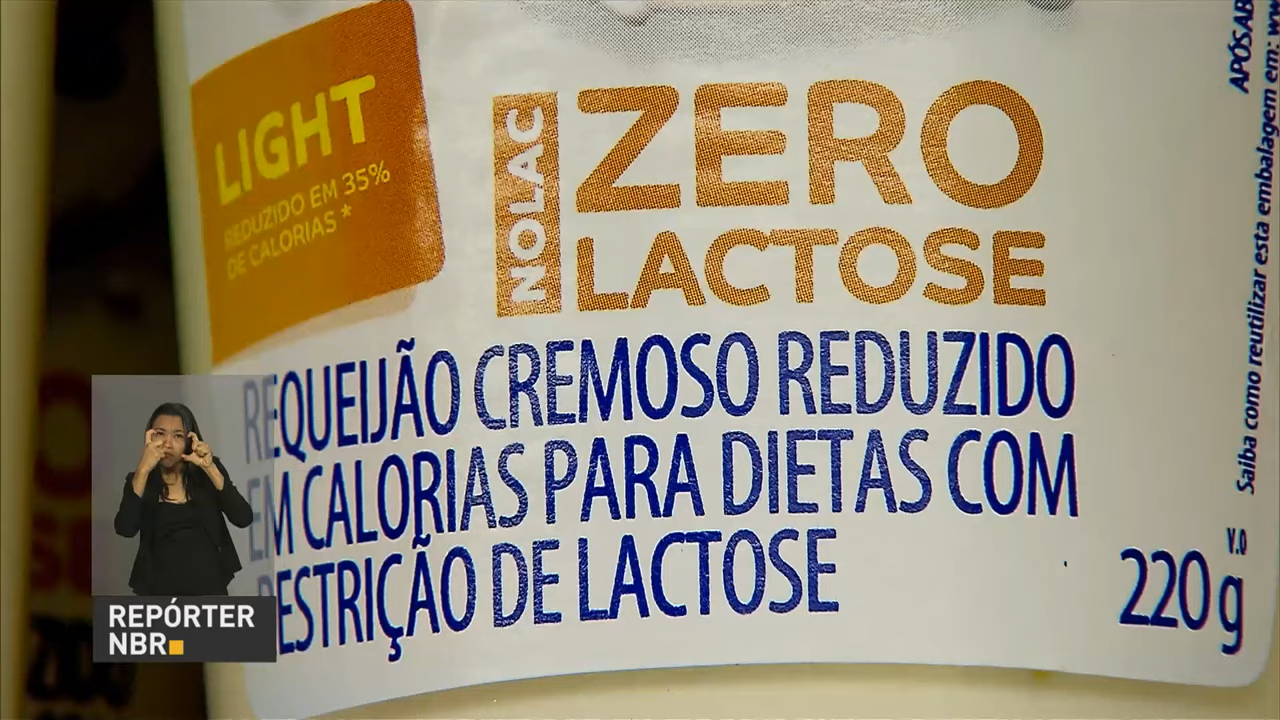 LIGHT
REDUZIDO EM 35%
DE CALORIAS *
NOLAC
ZERO
LACTOSE
REQUEIJÃO CREMOSO REDUZIDO
EM CALORIAS PARA DIETAS COM
RESTRIÇÃO DE LACTOSE
220 g
V.0
APÓS AB
Saiba como reutilizar esta embalagem em: w
REPÓRTER
NBR